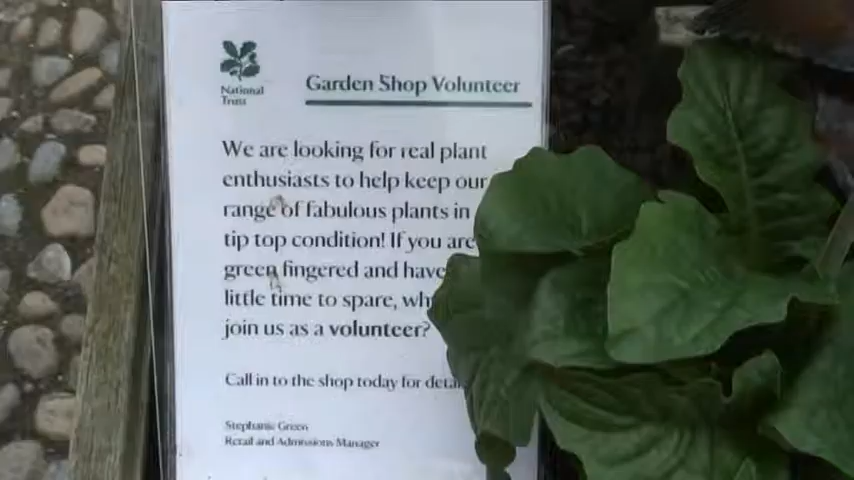 National
Trust
Garden Shop Volunteer
We are looking for real plant
enthusiasts to help keep our
range of fabulous plants in
tip top condition! If you are
green fingered and have
little time to spare,
join us as a volunteer?
Call in to the shop today for
Stephanie Green
Retail and Admissions Manager